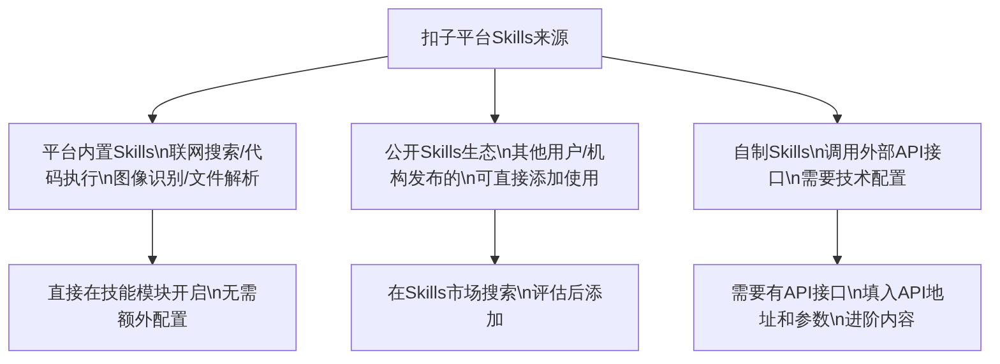 扣子平台Skills来源
平台内置Skills\n联网搜索/代
码执行\n图像识别/文件解析
公开Skills生态\n其他用户/机
构发布的\n可直接添加使用
自制Skills\n调用外部API接
口\n需要技术配置
直接在技能模块开启\n无需
额外配置
在Skills市场搜索\n评估后添
加
需要有API接口\n填入API地
址和参数\n进阶内容